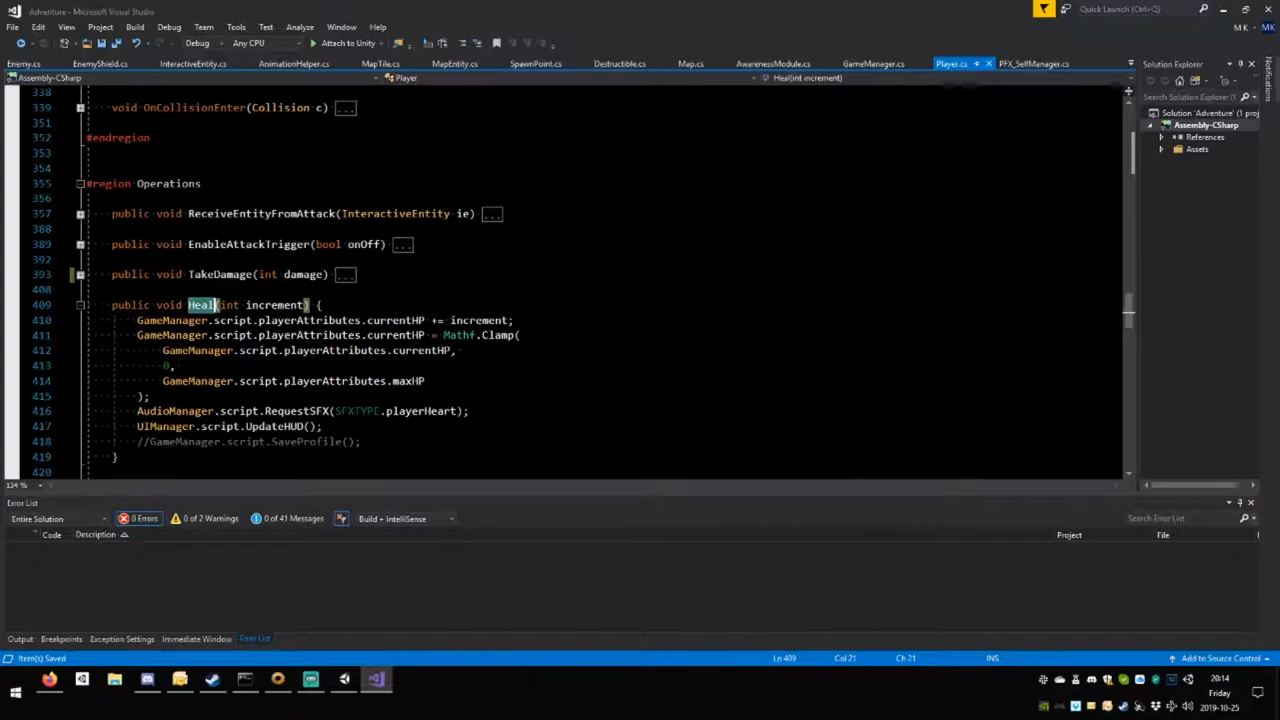 Adventure - Microsoft Visual Studio
Quick Launch (Ctrl+Q)
File Edit View Project Build Debug Team Tools Test Analyze Window Help
MK
MK
Debug Any CPU Attach to Unity
Enemy.cs EnemyShield.cs InteractiveEntity.cs AnimationHelper.cs MapTile.cs MapEntity.cs SpawnPoint.cs Destructible.cs Map.cs AwarenessModule.cs GameManager.cs Player.cs PFX_SelfManager.cs
Solution Explorer
Notifications
Assembly-CSharp Player Heal(int increment)
Search Solution Explorer (Ctrl+
Solution 'Adventure' (1 proj
Assembly-CSharp
References
Assets
338
339 void OnCollisionEnter(Collision c) ...
351
352 #endregion
353
354
355 #region Operations
356
357 public void ReceiveEntityFromAttack(InteractiveEntity ie) ...
388
389 public void EnableAttackTrigger(bool onOff) ...
393 public void TakeDamage(int damage) ...
408
409 public void Heal(int increment) {
410 GameManager.script.playerAttributes.currentHP += increment;
411 GameManager.script.playerAttributes.currentHP = Mathf.Clamp(
412 GameManager.script.playerAttributes.currentHP,
413 0,
414 GameManager.script.playerAttributes.maxHP
415 );
416 AudioManager.script.RequestSFX(SFXTYPE.playerHeart);
417 UIManager.script.UpdateHUD();
418 //GameManager.script.SaveProfile();
419 }
420
134 %
Error List
Entire Solution 0 Errors 0 of 2 Warnings 0 of 41 Messages Build + IntelliSense
Search Error List
Code Description Project File
Output Breakpoints Exception Settings Immediate Window Error List
Item(s) Saved Ln 409 Col 21 Ch 21 INS Add to Source Control
20:14
Friday
2019-10-25